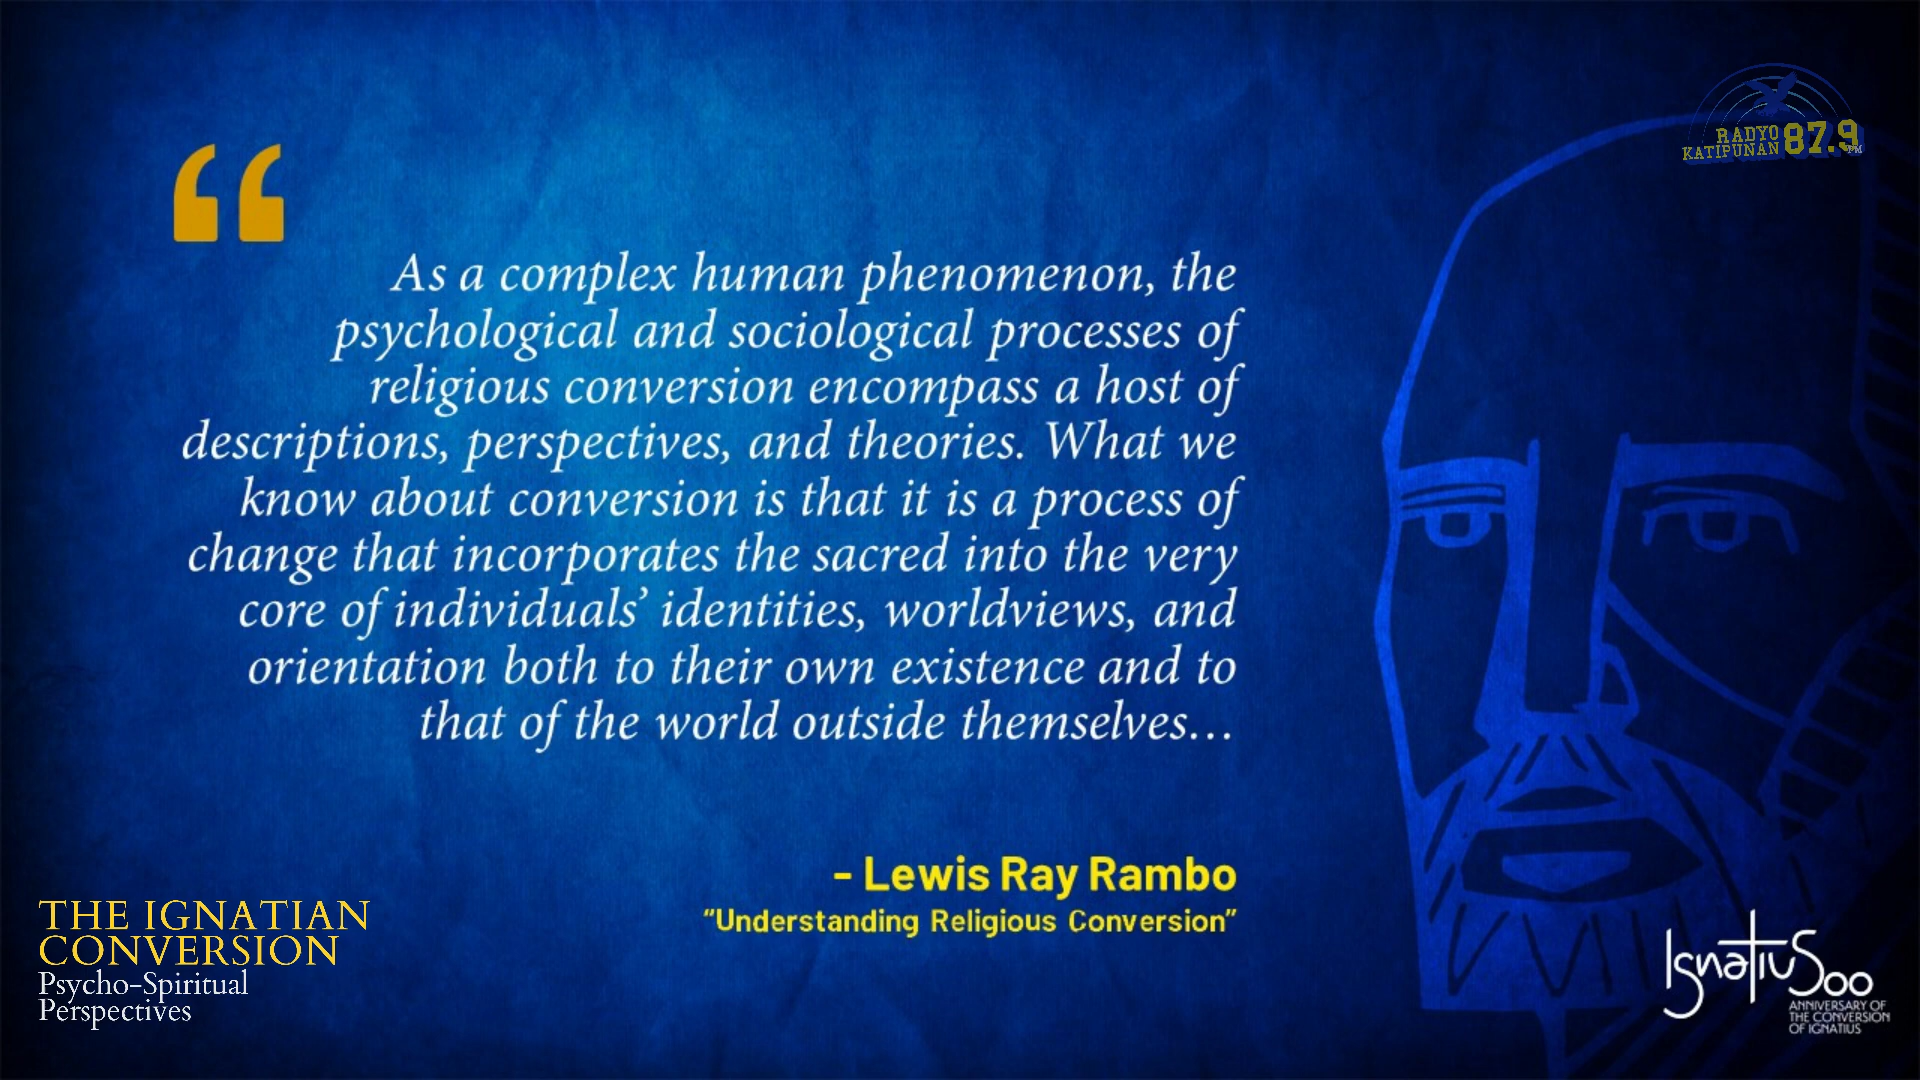 RADYO
KATIPUNAN 87.9
FM
“
As a complex human phenomenon, the
psychological and sociological processes of
religious conversion encompass a host of
descriptions, perspectives, and theories. What we
know about conversion is that it is a process of
change that incorporates the sacred into the very
core of individuals’ identities, worldviews, and
orientation both to their own existence and to
that of the world outside themselves…
- Lewis Ray Rambo
“Understanding Religious Conversion”
THE IGNATIAN
CONVERSION
Psycho-Spiritual
Perspectives
Ignatius500
ANNIVERSARY OF
THE CONVERSION
OF IGNATIUS